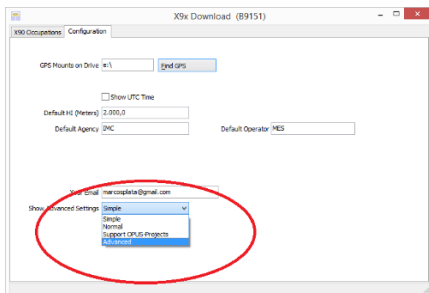 X9x Download (B9151)
X90 Occupations Configuration
GPS Mounts on Drive e:\ Find GPS
Show UTC Time
Default HI (Meters) 2.000,0
Default Agency IMC Default Operator MES
Your Email marcosplata@gmail.com
Show Advanced Settings Simple
Simple
Normal
Support OPUS-Projects
Advanced